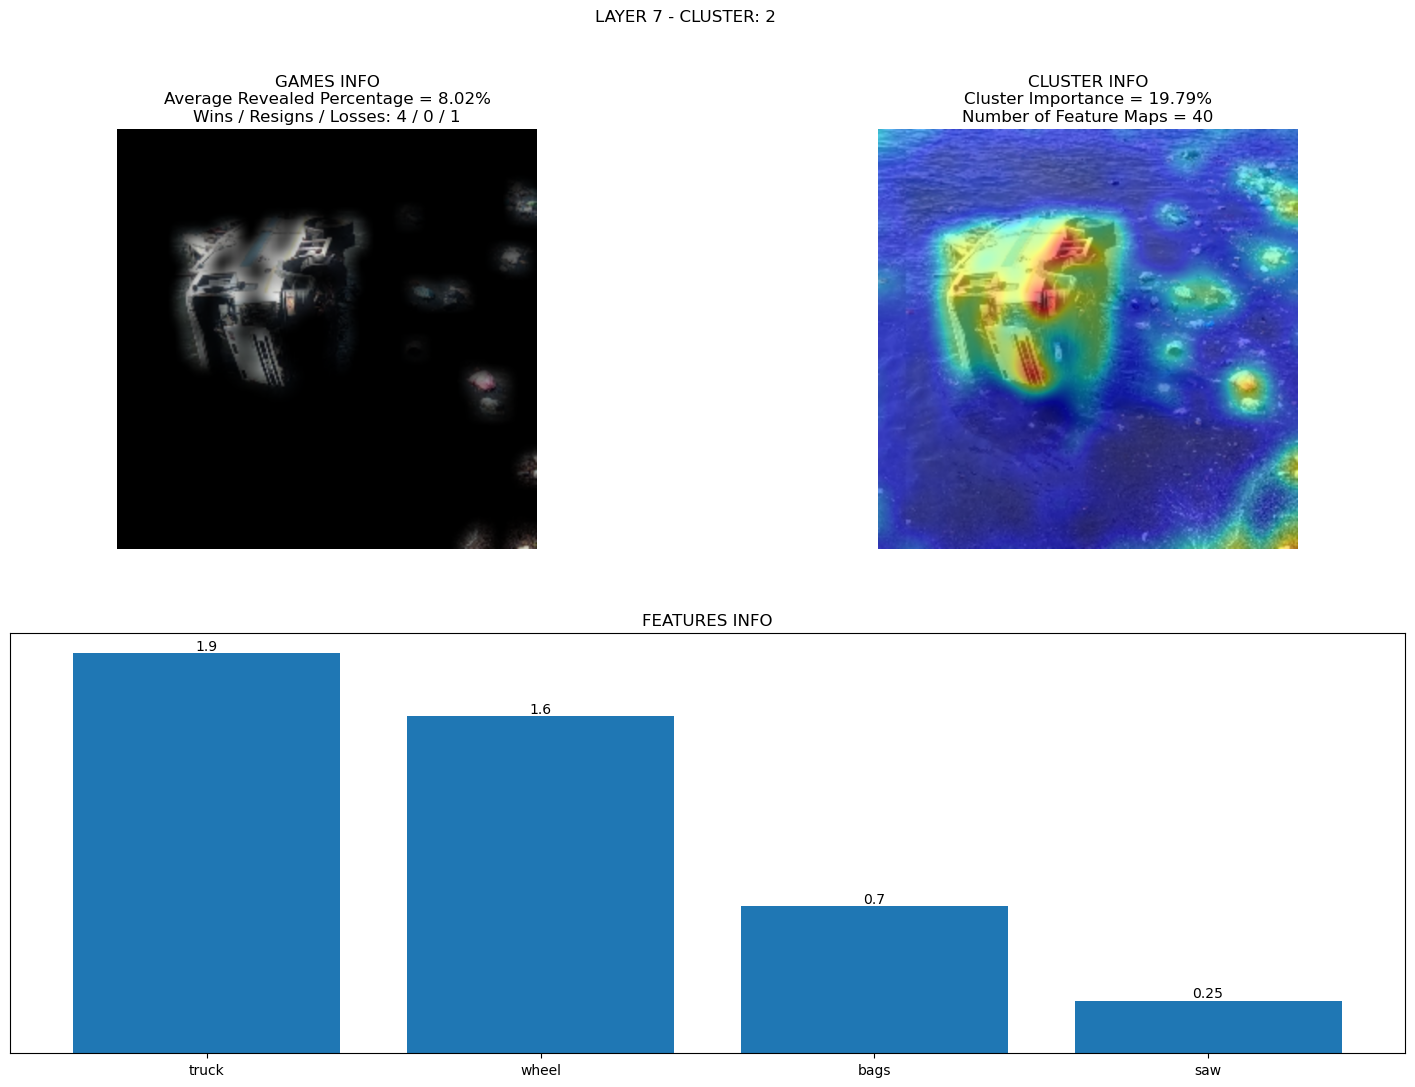 LAYER 7 - CLUSTER: 2
GAMES INFO
Average Revealed Percentage = 8.02%
Wins / Resigns / Losses: 4 / 0 / 1
CLUSTER INFO
Cluster Importance = 19.79%
Number of Feature Maps = 40
FEATURES INFO
1.9
1.6
0.7
0.25
truck
wheel
bags
saw